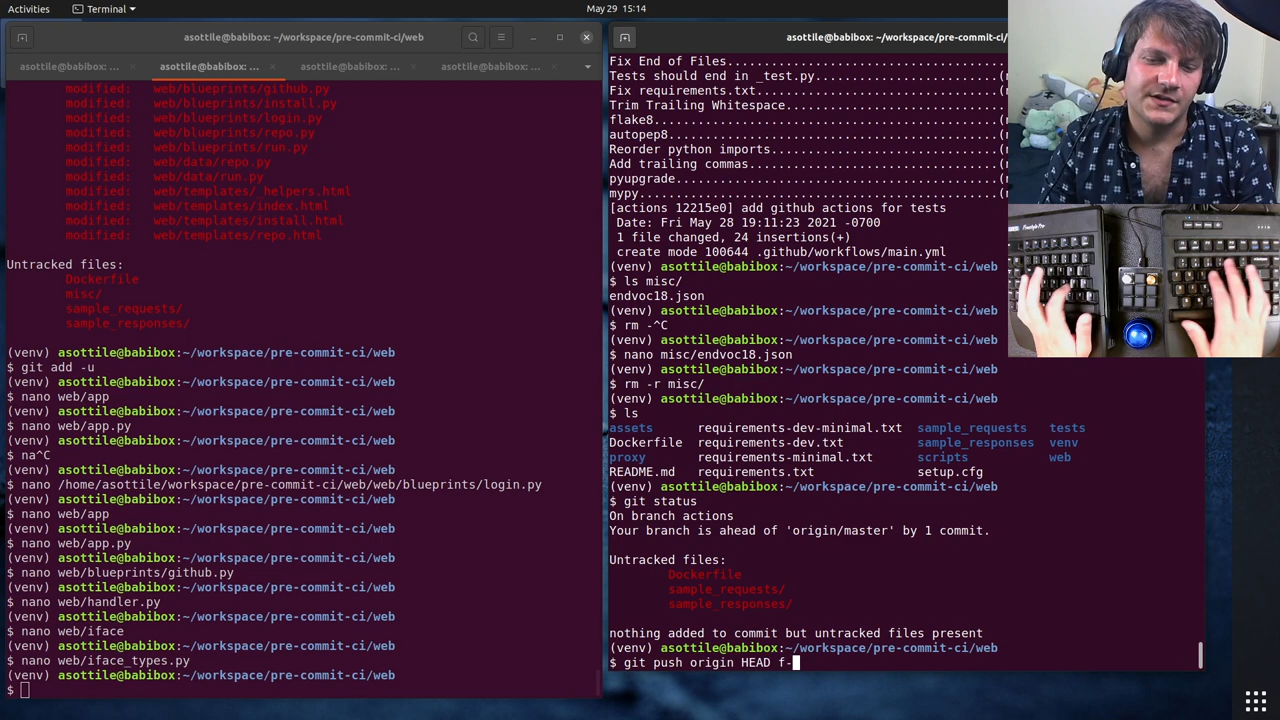 Activities
Terminal
May 29 15:14
asottile@babibox: ~/workspace/pre-commit-ci/web
asottile@babibox: ...
asottile@babibox: ...
asottile@babibox: ...
asottile@babibox: ...
modified: web/blueprints/github.py
modified: web/blueprints/install.py
modified: web/blueprints/login.py
modified: web/blueprints/repo.py
modified: web/blueprints/run.py
modified: web/data/repo.py
modified: web/data/run.py
modified: web/templates/_helpers.html
modified: web/templates/index.html
modified: web/templates/install.html
modified: web/templates/repo.html
Untracked files:
Dockerfile
misc/
sample_requests/
sample_responses/
(venv) asottile@babibox:~/workspace/pre-commit-ci/web
$ git add -u
(venv) asottile@babibox:~/workspace/pre-commit-ci/web
$ nano web/app
(venv) asottile@babibox:~/workspace/pre-commit-ci/web
$ nano web/app.py
(venv) asottile@babibox:~/workspace/pre-commit-ci/web
$ na^C
(venv) asottile@babibox:~/workspace/pre-commit-ci/web
$ nano /home/asottile/workspace/pre-commit-ci/web/web/blueprints/login.py
(venv) asottile@babibox:~/workspace/pre-commit-ci/web
$ nano web/app
(venv) asottile@babibox:~/workspace/pre-commit-ci/web
$ nano web/app.py
(venv) asottile@babibox:~/workspace/pre-commit-ci/web
$ nano web/blueprints/github.py
(venv) asottile@babibox:~/workspace/pre-commit-ci/web
$ nano web/handler.py
(venv) asottile@babibox:~/workspace/pre-commit-ci/web
$ nano web/iface
(venv) asottile@babibox:~/workspace/pre-commit-ci/web
$ nano web/iface_types.py
(venv) asottile@babibox:~/workspace/pre-commit-ci/web
$
asottile@babibox: ~/workspace/pre-commit-ci/
Fix End of Files.......................................(n
Tests should end in _test.py...........................(n
Fix requirements.txt...................................(n
Trim Trailing Whitespace...............................(n
flake8.................................................(n
autopep8...............................................(n
Reorder python imports.................................(n
Add trailing commas....................................(n
pyupgrade..............................................(n
mypy...................................................(n
[actions 12215e0] add github actions for tests
Date: Fri May 28 19:11:23 2021 -0700
1 file changed, 24 insertions(+)
create mode 100644 .github/workflows/main.yml
(venv) asottile@babibox:~/workspace/pre-commit-ci/web
$ ls misc/
endvoc18.json
(venv) asottile@babibox:~/workspace/pre-commit-ci/web
$ rm -^C
(venv) asottile@babibox:~/workspace/pre-commit-ci/web
$ nano misc/endvoc18.json
(venv) asottile@babibox:~/workspace/pre-commit-ci/web
$ rm -r misc/
(venv) asottile@babibox:~/workspace/pre-commit-ci/web
$ ls
assets requirements-dev-minimal.txt sample_requests tests
Dockerfile requirements-dev.txt sample_responses venv
proxy requirements-minimal.txt scripts web
README.md requirements.txt setup.cfg
(venv) asottile@babibox:~/workspace/pre-commit-ci/web
$ git status
On branch actions
Your branch is ahead of 'origin/master' by 1 commit.
Untracked files:
Dockerfile
sample_requests/
sample_responses/
nothing added to commit but untracked files present
(venv) asottile@babibox:~/workspace/pre-commit-ci/web
$ git push origin HEAD f-